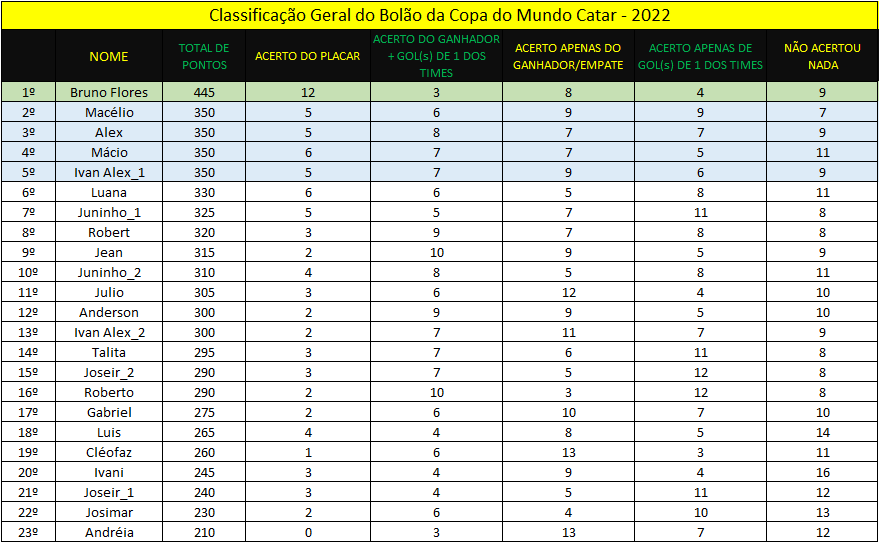 Classificação Geral do Bolão da Copa do Mundo Catar - 2022
NOME TOTAL DE PONTOS ACERTO DO PLACAR ACERTO DO GANHADOR + GOL(s) DE 1 DOS TIMES ACERTO APENAS DO GANHADOR/EMPATE ACERTO APENAS DE GOL(s) DE 1 DOS TIMES NÃO ACERTOU NADA
1º Bruno Flores 445 12 3 8 4 9
2º Macélio 350 5 6 9 9 7
3º Alex 350 5 8 7 7 9
4º Mácio 350 6 7 7 5 11
5º Ivan Alex_1 350 5 7 9 6 9
6º Luana 330 6 6 5 8 11
7º Juninho_1 325 5 5 7 11 8
8º Robert 320 3 9 7 8 8
9º Jean 315 2 10 9 5 9
10º Juninho_2 310 4 8 5 8 11
11º Julio 305 3 6 12 4 10
12º Anderson 300 2 9 9 5 10
13º Ivan Alex_2 300 2 7 11 7 9
14º Talita 295 3 7 6 11 8
15º Joseir_2 290 3 7 5 12 8
16º Roberto 290 2 10 3 12 8
17º Gabriel 275 2 6 10 7 10
18º Luis 265 4 4 8 5 14
19º Cléofaz 260 1 6 13 3 11
20º Ivani 245 3 4 9 4 16
21º Joseir_1 240 3 4 5 11 12
22º Josimar 230 2 6 4 10 13
23º Andréia 210 0 3 13 7 12